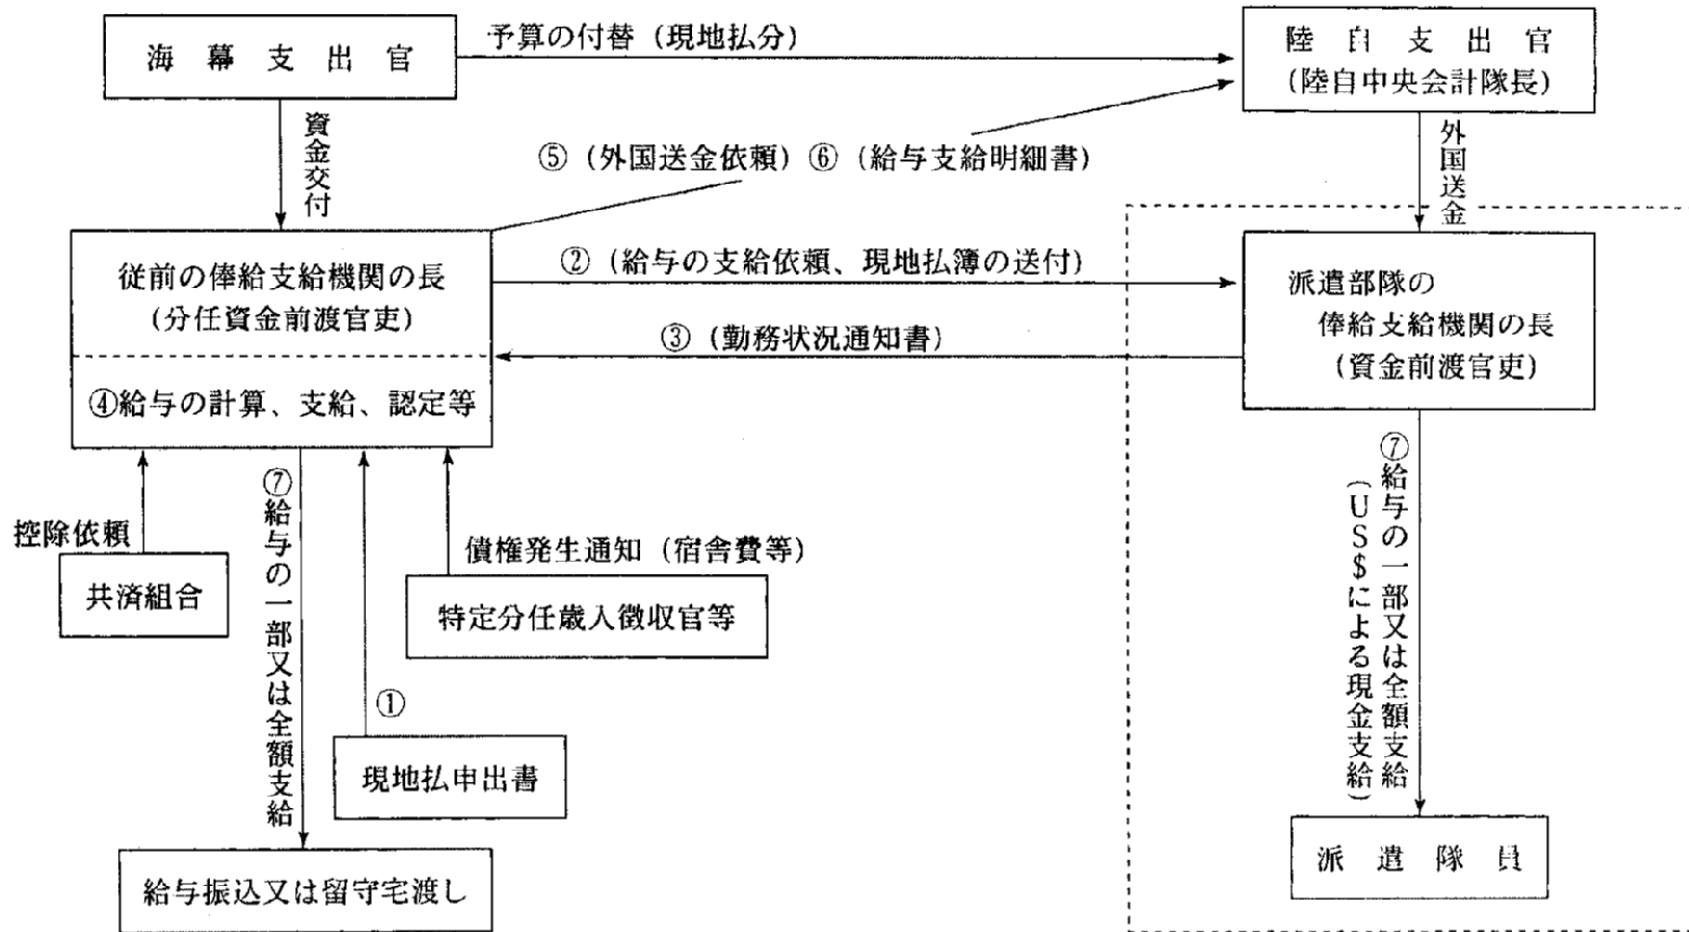 海幕支出官
予算の付替（現地払分）
陸自支出官
（陸自中央会計隊長）
資金交付
外国送金
⑤（外国送金依頼）⑥（給与支給明細書）
従前の俸給支給機関の長
（分任資金前渡官吏）
④給与の計算、支給、認定等
②（給与の支給依頼、現地払簿の送付）
③（勤務状況通知書）
派遣部隊の
俸給支給機関の長
（資金前渡官吏）
控除依頼
共済組合
⑦給与の一部又は全額支給
債権発生通知（宿舎費等）
特定分任歳入徴収官等
①
現地払申出書
給与振込又は留守宅渡し
⑦給与の一部又は全額支給
（US$による現金支給）
派遣隊員